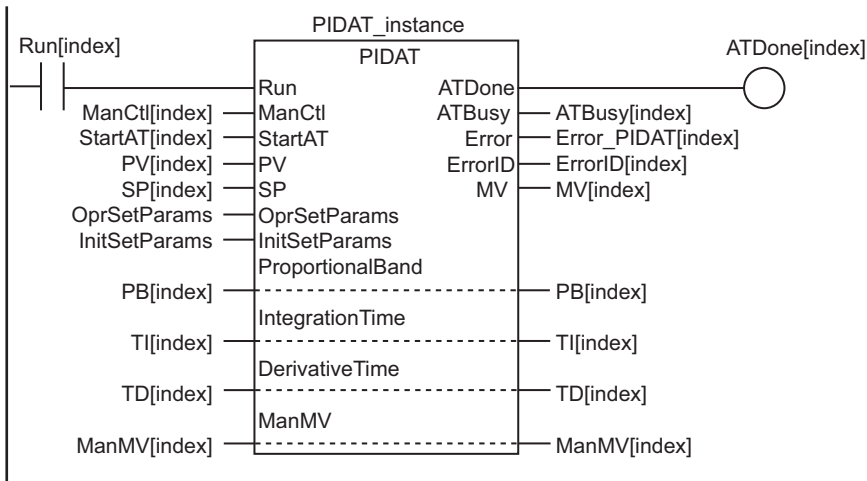 PIDAT_instance
Run[index]
PIDAT
ATDone[index]
Run
ATDone
ManCtl[index]
ManCtl
ATBusy
ATBusy[index]
StartAT[index]
StartAT
Error
Error_PIDAT[index]
PV[index]
PV
ErrorID
ErrorID[index]
SP[index]
SP
MV
MV[index]
OprSetParams
OprSetParams
InitSetParams
InitSetParams
ProportionalBand
PB[index]
PB[index]
IntegrationTime
TI[index]
TI[index]
DerivativeTime
TD[index]
TD[index]
ManMV
ManMV[index]
ManMV[index]